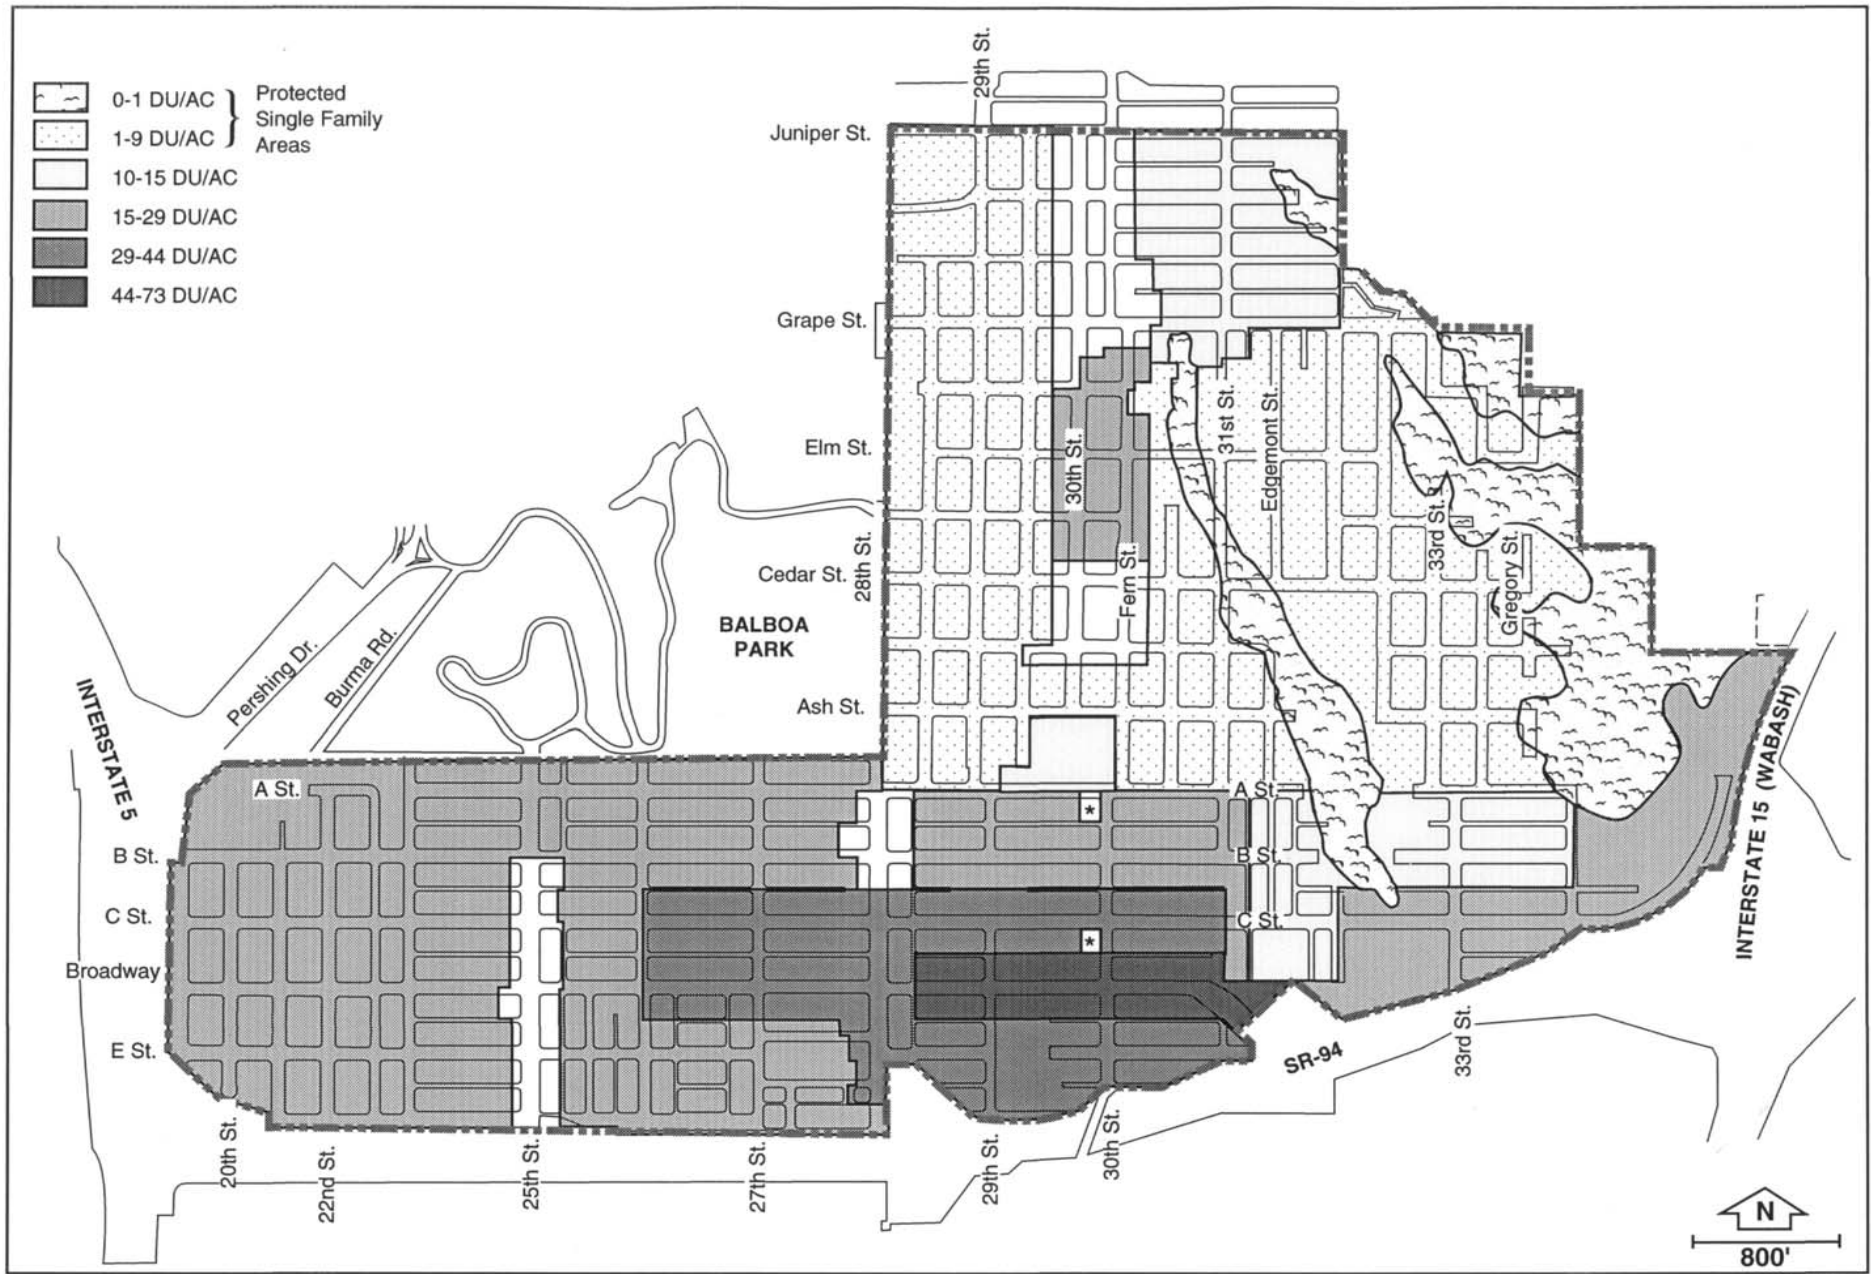 0-1 DU/AC
1-9 DU/AC
Protected
Single Family
Areas
10-15 DU/AC
15-29 DU/AC
29-44 DU/AC
44-73 DU/AC
29th St.
Juniper St.
Grape St.
Elm St.
30th St.
31st St.
Edgemont St.
33rd St.
Gregory St.
28th St.
Cedar St.
Fern St.
BALBOA
PARK
Pershing Dr.
Burma Rd.
Ash St.
INTERSTATE 5
INTERSTATE 15 (WABASH)
A St.
A St.
*
B St.
B St.
C St.
C St.
*
Broadway
E St.
SR-94
33rd St.
20th St.
22nd St.
25th St.
27th St.
29th St.
30th St.
N
800'